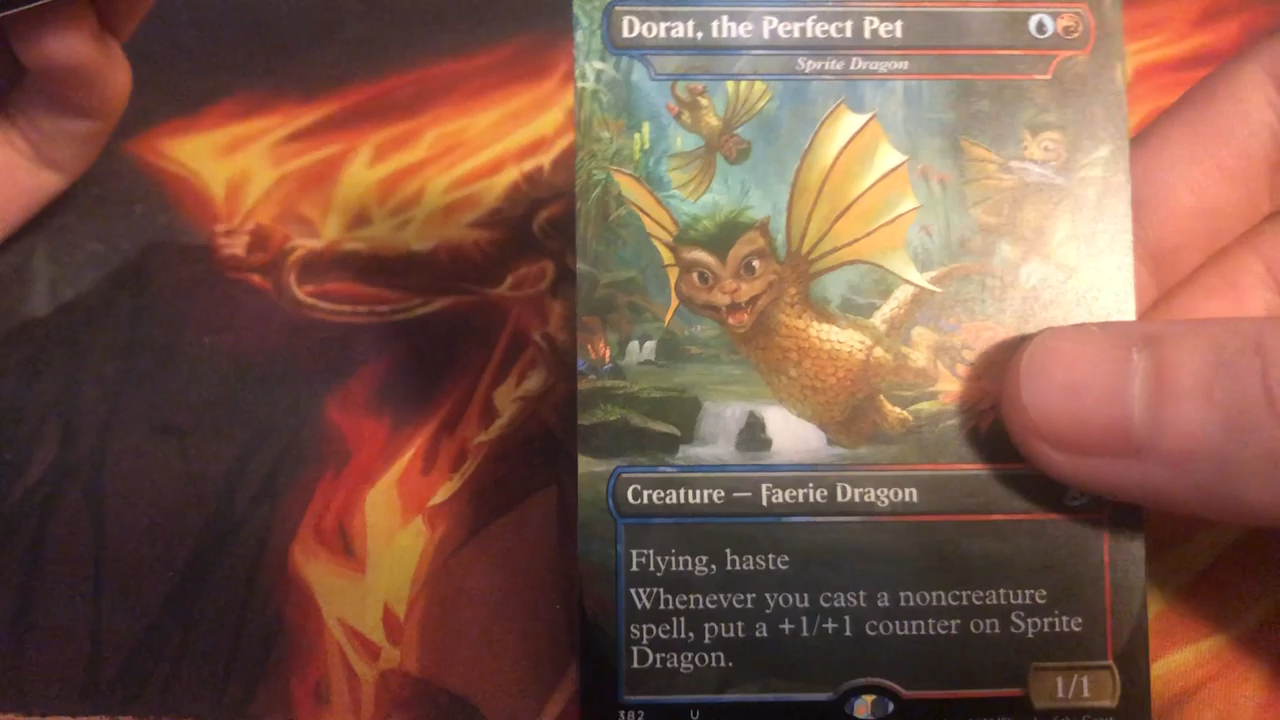 Dorat, the Perfect Pet
Sprite Dragon
Creature — Faerie Dragon
Flying, haste
Whenever you cast a noncreature
spell, put a +1/+1 counter on Sprite
Dragon.
1/1
382 U